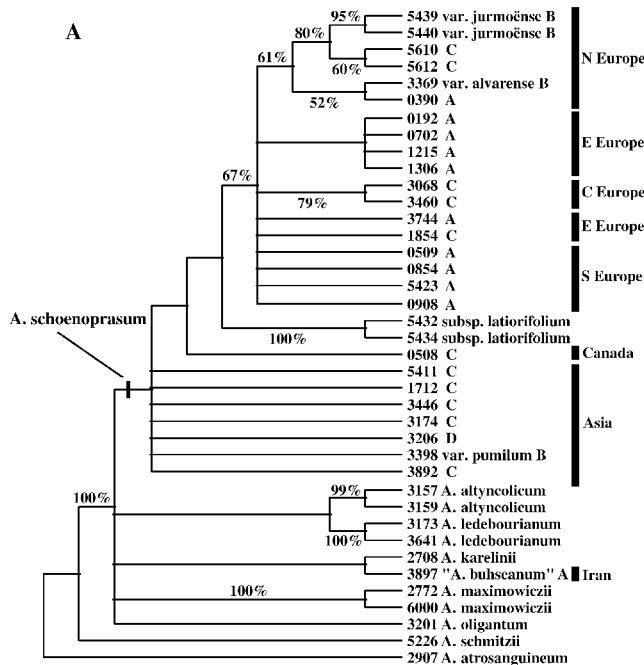 A
95%
80%
61%
60%
52%
67%
79%
100%
A. schoenoprasum
100%
99%
100%
100%
5439 var. jurmoënse B
5440 var. jurmoënse B
5610 C
5612 C
3369 var. alvarense B
0390 A
0192 A
0702 A
1215 A
1306 A
3068 C
3460 C
3744 A
1854 C
0509 A
0854 A
5423 A
0908 A
5432 subsp. latiorifolium
5434 subsp. latiorifolium
0508 C
5411 C
1712 C
3446 C
3174 C
3206 D
3398 var. pumilum B
3892 C
3157 A. altyncolicum
3159 A. altyncolicum
3173 A. ledebourianum
3641 A. ledebourianum
2708 A. karelinii
3897 "A. buhseanum" A
2772 A. maximowiczii
6000 A. maximowiczii
3201 A. oligantum
5226 A. schmitzii
2907 A. atrosanguineum
N Europe
E Europe
C Europe
E Europe
S Europe
Canada
Asia
Iran